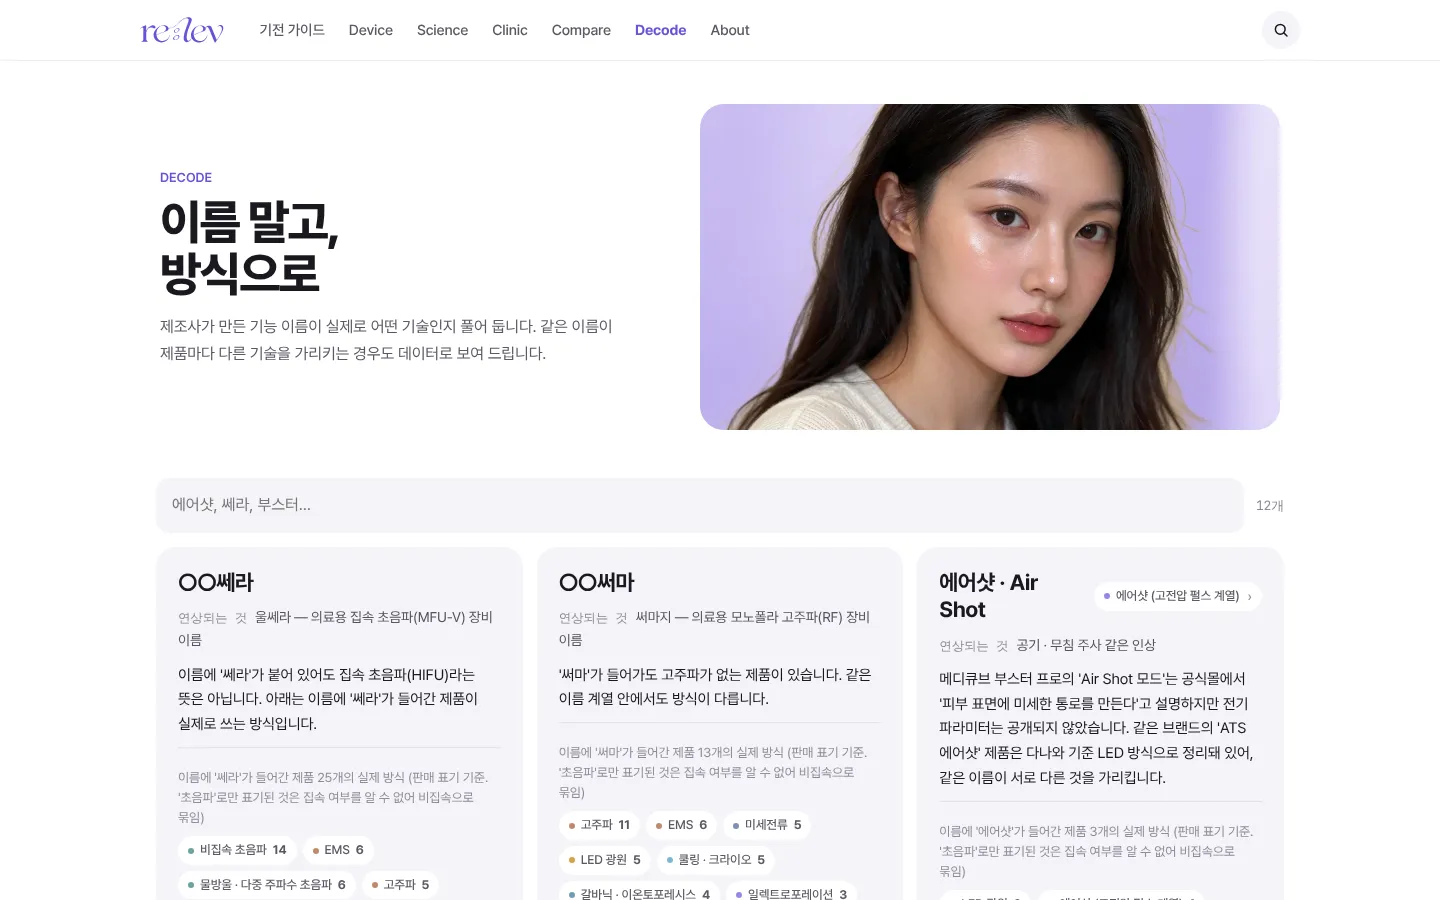 relev
기전 가이드 Device Science Clinic Compare Decode About
DECODE
이름 말고,
방식으로
제조사가 만든 기능 이름이 실제로 어떤 기술인지 풀어 둡니다. 같은 이름이
제품마다 다른 기술을 가리키는 경우도 데이터로 보여 드립니다.
에어샷, 쎄라, 부스터...
12개
○○쎄라
연상되는 것 울쎄라 — 의료용 집속 초음파(MFU-V) 장비
이름
이름에 '쎄라'가 붙어 있어도 집속 초음파(HIFU)라는
뜻은 아닙니다. 아래는 이름에 '쎄라'가 들어간 제품이
실제로 쓰는 방식입니다.
이름에 '쎄라'가 들어간 제품 25개의 실제 방식 (판매 표기 기준.
'초음파'로만 표기된 것은 집속 여부를 알 수 없어 비집속으로
묶임)
비집속 초음파 14
EMS 6
물방울 · 다중 주파수 초음파 6
고주파 5
○○써마
연상되는 것 써마지 — 의료용 모노폴라 고주파(RF) 장비
이름
'써마'가 들어가도 고주파가 없는 제품이 있습니다. 같은
이름 계열 안에서도 방식이 다릅니다.
이름에 '써마'가 들어간 제품 13개의 실제 방식 (판매 표기 기준.
'초음파'로만 표기된 것은 집속 여부를 알 수 없어 비집속으로
묶임)
고주파 11
EMS 6
미세전류 5
LED 광원 5
쿨링 · 크라이오 5
갈바닉 · 이온토포레시스 4
일렉트로포레이션 3
에어샷 · Air
Shot
에어샷 (고전압 펄스 계열) ›
연상되는 것 공기 · 무침 주사 같은 인상
메디큐브 부스터 프로의 'Air Shot 모드'는 공식몰에서
'피부 표면에 미세한 통로를 만든다'고 설명하지만 전기
파라미터는 공개되지 않았습니다. 같은 브랜드의 'ATS
에어샷' 제품은 다나와 기준 LED 방식으로 정리돼 있어,
같은 이름이 서로 다른 것을 가리킵니다.
이름에 '에어샷'가 들어간 제품 3개의 실제 방식 (판매 표기 기준.
'초음파'로만 표기된 것은 집속 여부를 알 수 없어 비집속으로
묶임)